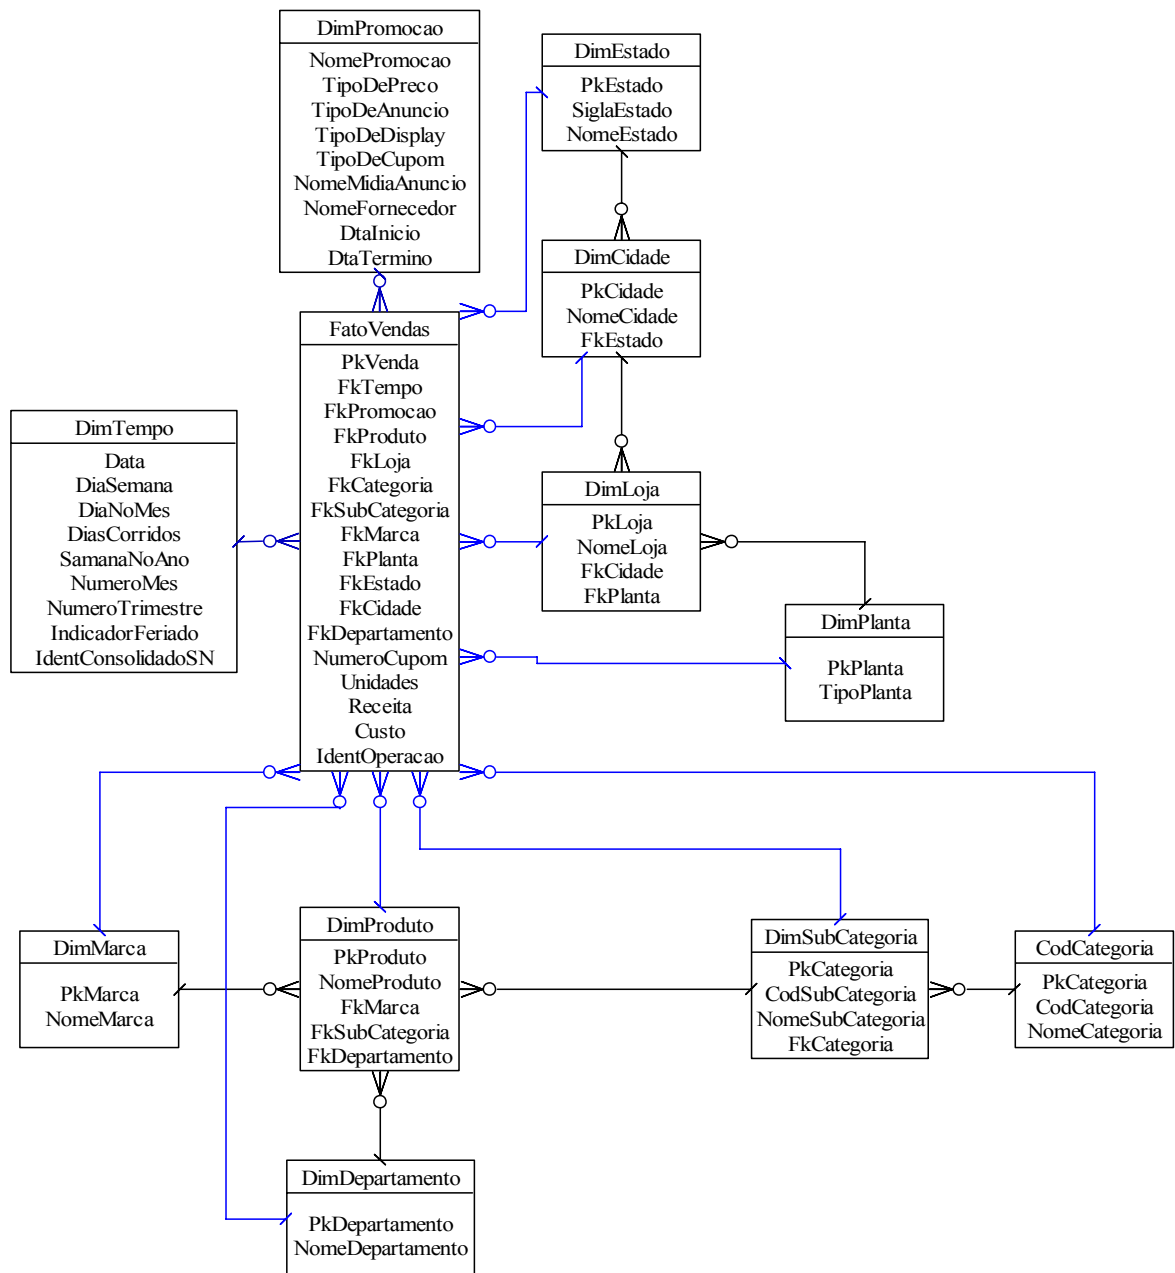 DimPromocao
NomePromocao
TipoDePreco
TipoDeAnuncio
TipoDeDisplay
TipoDeCupom
NomeMidiaAnuncio
NomeFornecedor
DtaInicio
DtaTermino
DimEstado
PkEstado
SiglaEstado
NomeEstado
DimCidade
PkCidade
NomeCidade
FkEstado
FatoVendas
PkVenda
FkTempo
FkPromocao
FkProduto
FkLoja
FkCategoria
FkSubCategoria
FkMarca
FkPlanta
FkEstado
FkCidade
FkDepartamento
NumeroCupom
Unidades
Receita
Custo
IdentOperacao
DimTempo
Data
DiaSemana
DiaNoMes
DiasCorridos
SamanaNoAno
NumeroMes
NumeroTrimestre
IndicadorFeriado
IdentConsolidadoSN
DimLoja
PkLoja
NomeLoja
FkCidade
FkPlanta
DimPlanta
PkPlanta
TipoPlanta
DimMarca
PkMarca
NomeMarca
DimProduto
PkProduto
NomeProduto
FkMarca
FkSubCategoria
FkDepartamento
DimSubCategoria
PkCategoria
CodSubCategoria
NomeSubCategoria
FkCategoria
CodCategoria
PkCategoria
CodCategoria
NomeCategoria
DimDepartamento
PkDepartamento
NomeDepartamento